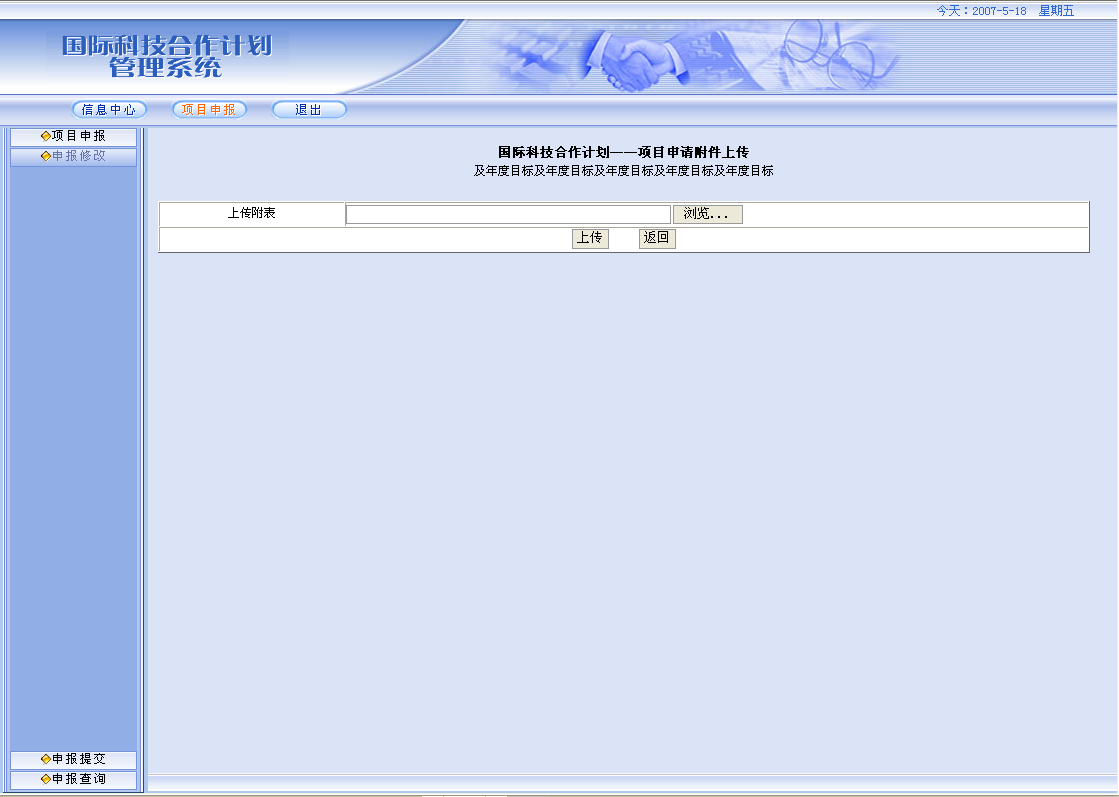 今天：2007-5-18 星期五
国际科技合作计划
管理系统
信息中心 项目申报 退出
项目申报
申报修改
国际科技合作计划——项目申请附件上传
及年度目标及年度目标及年度目标及年度目标及年度目标
上传附表 浏览...
上传 返回
申报提交
申报查询